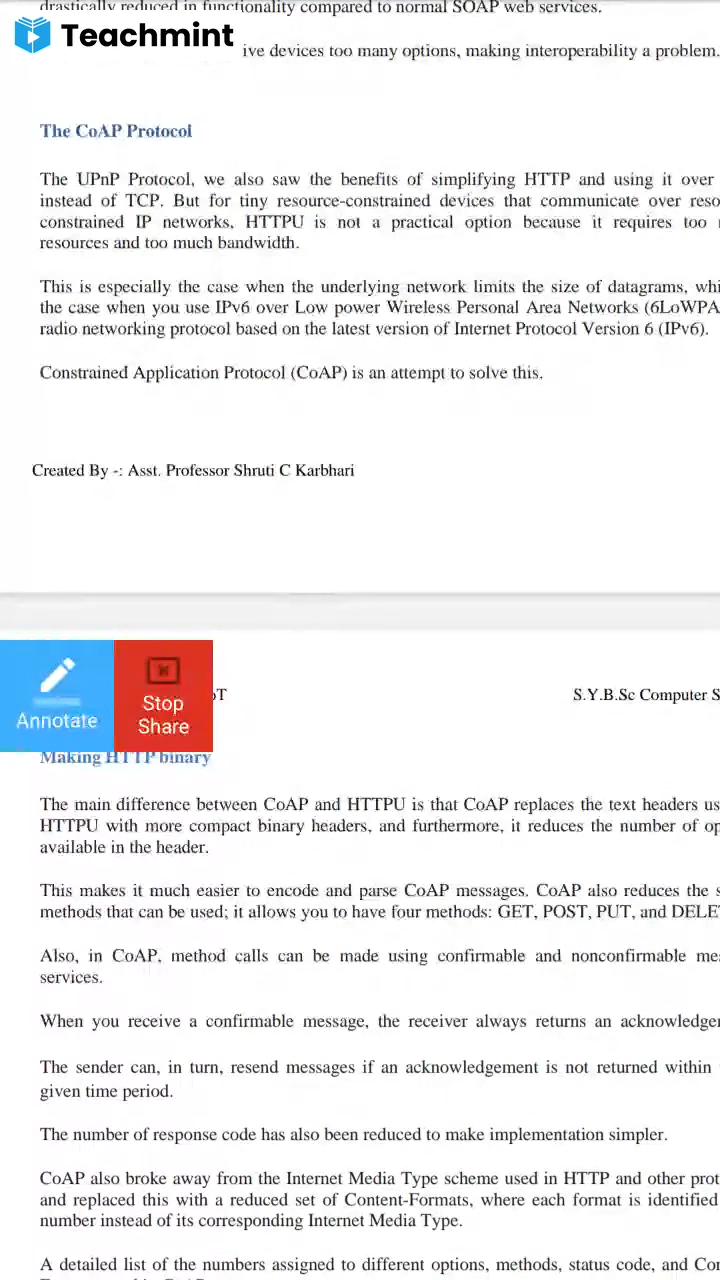 drastically reduced in functionality compared to normal SOAP web services.
Teachmint
ive devices too many options, making interoperability a problem.
The CoAP Protocol
The UPnP Protocol, we also saw the benefits of simplifying HTTP and using it over
instead of TCP. But for tiny resource-constrained devices that communicate over reso
constrained IP networks, HTTPU is not a practical option because it requires too
resources and too much bandwidth.
This is especially the case when the underlying network limits the size of datagrams, whi
the case when you use IPv6 over Low power Wireless Personal Area Networks (6LoWPA
radio networking protocol based on the latest version of Internet Protocol Version 6 (IPv6).
Constrained Application Protocol (CoAP) is an attempt to solve this.
Created By -: Asst. Professor Shruti C Karbhari
Annotate
Stop
Share
oT
S.Y.B.Sc Computer S
Making HTTP binary
The main difference between CoAP and HTTPU is that CoAP replaces the text headers us
HTTPU with more compact binary headers, and furthermore, it reduces the number of op
available in the header.
This makes it much easier to encode and parse CoAP messages. CoAP also reduces the s
methods that can be used; it allows you to have four methods: GET, POST, PUT, and DELE
Also, in CoAP, method calls can be made using confirmable and nonconfirmable me
services.
When you receive a confirmable message, the receiver always returns an acknowledge
The sender can, in turn, resend messages if an acknowledgement is not returned within
given time period.
The number of response code has also been reduced to make implementation simpler.
CoAP also broke away from the Internet Media Type scheme used in HTTP and other prot
and replaced this with a reduced set of Content-Formats, where each format is identified
number instead of its corresponding Internet Media Type.
A detailed list of the numbers assigned to different options, methods, status code, and Co